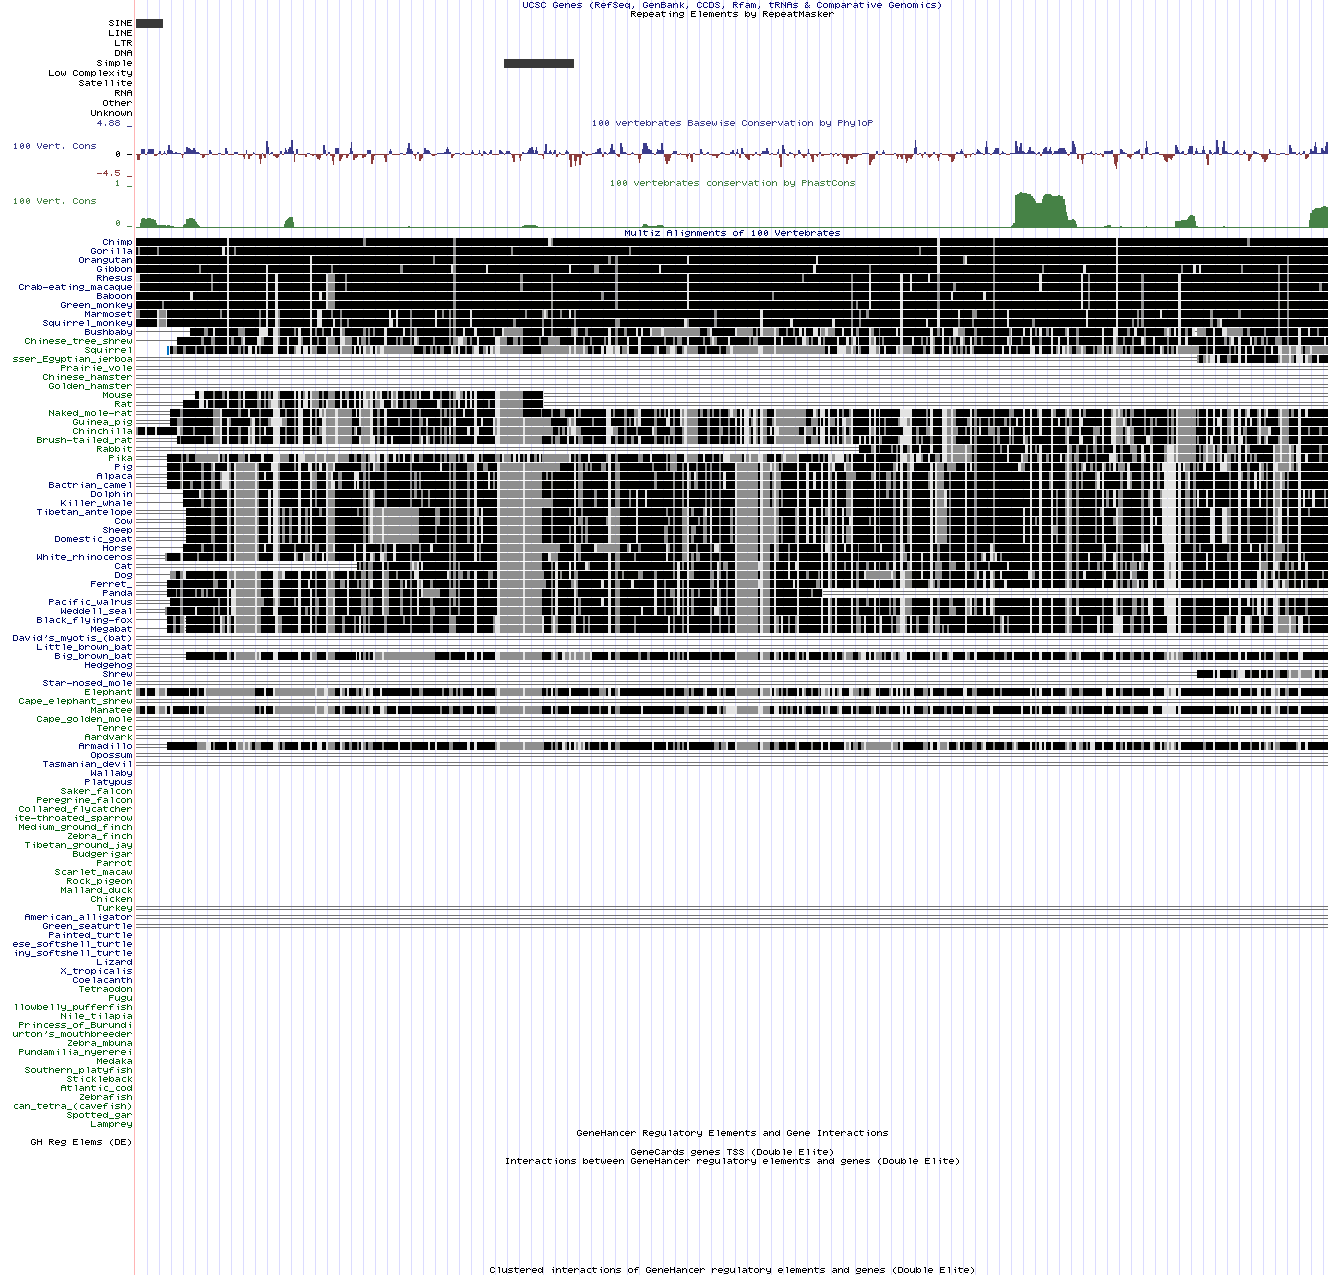 UCSC Genes (RefSeq, GenBank, CCDS, Rfam, tRNAs & Comparative Genomics)
Repeating Elements by RepeatMasker
SINE
LINE
LTR
DNA
Simple
Low Complexity
Satellite
RNA
Other
Unknown
4.88 _
100 vertebrates Basewise Conservation by PhyloP
100 Vert. Cons
0 _
-4.5 _
1 _
100 vertebrates conservation by PhastCons
100 Vert. Cons
0 _
Multiz Alignments of 100 Vertebrates
Chimp
Gorilla
Orangutan
Gibbon
Rhesus
Crab-eating_macaque
Baboon
Green_monkey
Marmoset
Squirrel_monkey
Bushbaby
Chinese_tree_shrew
Squirrel
sser_Egyptian_jerboa
Prairie_vole
Chinese_hamster
Golden_hamster
Mouse
Rat
Naked_mole-rat
Guinea_pig
Chinchilla
Brush-tailed_rat
Rabbit
Pika
Pig
Alpaca
Bactrian_camel
Dolphin
Killer_whale
Tibetan_antelope
Cow
Sheep
Domestic_goat
Horse
White_rhinoceros
Cat
Dog
Ferret_
Panda
Pacific_walrus
Weddell_seal
Black_flying-fox
Megabat
David's_myotis_(bat)
Little_brown_bat
Big_brown_bat
Hedgehog
Shrew
Star-nosed_mole
Elephant
Cape_elephant_shrew
Manatee
Cape_golden_mole
Tenrec
Aardvark
Armadillo
Opossum
Tasmanian_devil
Wallaby
Platypus
Saker_falcon
Peregrine_falcon
Collared_flycatcher
ite-throated_sparrow
Medium_ground_finch
Zebra_finch
Tibetan_ground_jay
Budgerigar
Parrot
Scarlet_macaw
Rock_pigeon
Mallard_duck
Chicken
Turkey
American_alligator
Green_seaturtle
Painted_turtle
ese_softshell_turtle
iny_softshell_turtle
Lizard
X_tropicalis
Coelacanth
Tetraodon
Fugu
llowbelly_pufferfish
Nile_tilapia
Princess_of_Burundi
urton's_mouthbreeder
Zebra_mbuna
Pundamilia_nyererei
Medaka
Southern_platyfish
Stickleback
Atlantic_cod
Zebrafish
can_tetra_(cavefish)
Spotted_gar
Lamprey
GeneHancer Regulatory Elements and Gene Interactions
GH Reg Elems (DE)
GeneCards genes TSS (Double Elite)
Interactions between GeneHancer regulatory elements and genes (Double Elite)
Clustered interactions of GeneHancer regulatory elements and genes (Double Elite)